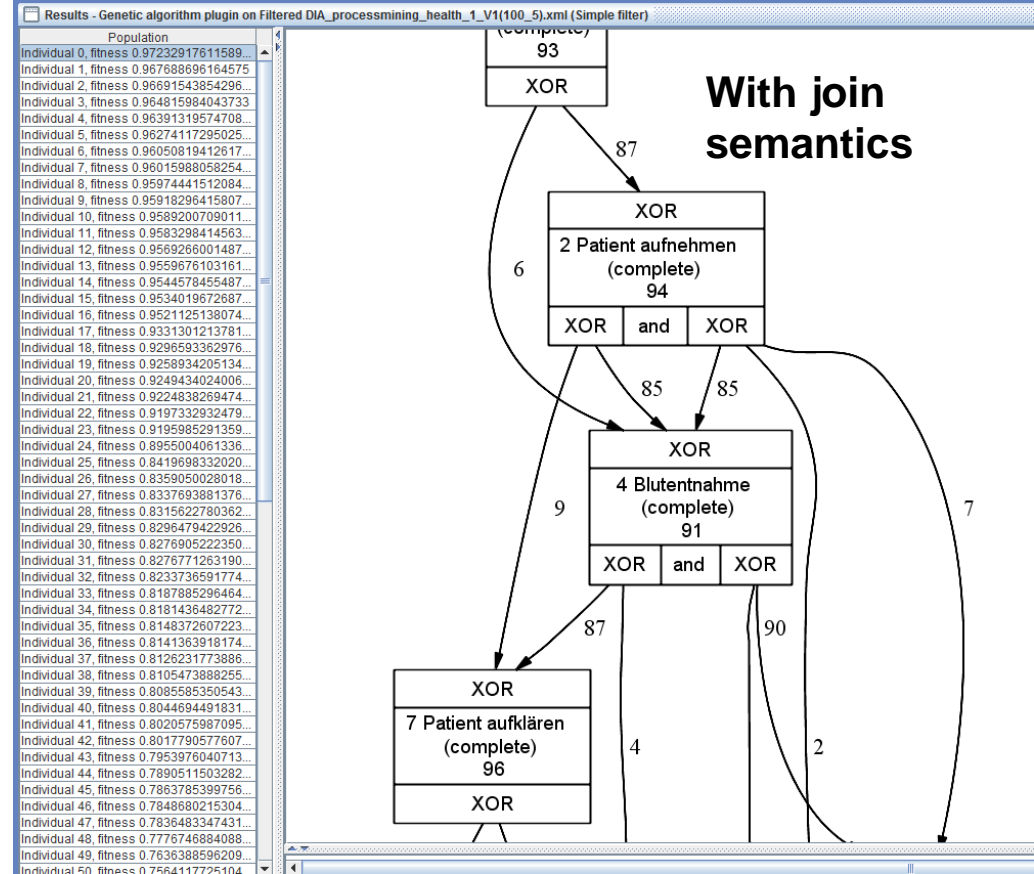 Results - Genetic algorithm plugin on Filtered DIA_processmining_health_1_V1(100_5).xml (Simple filter)
Population
Individual 0, fitness 0.97232917611589...
Individual 1, fitness 0.967688696164575
Individual 2, fitness 0.96691543854296...
Individual 3, fitness 0.964815984043733
Individual 4, fitness 0.96391319574708...
Individual 5, fitness 0.96274117295025...
Individual 6, fitness 0.96050819412617...
Individual 7, fitness 0.96015988058254...
Individual 8, fitness 0.95974441512084...
Individual 9, fitness 0.95918296415807...
Individual 10, fitness 0.9589200709011...
Individual 11, fitness 0.9583298414563...
Individual 12, fitness 0.9569266001487...
Individual 13, fitness 0.9559676103161...
Individual 14, fitness 0.9544578455487...
Individual 15, fitness 0.9534019672687...
Individual 16, fitness 0.9521125138074...
Individual 17, fitness 0.9331301213781...
Individual 18, fitness 0.9296593362976...
Individual 19, fitness 0.9258934205134...
Individual 20, fitness 0.9249434024006...
Individual 21, fitness 0.9224838269474...
Individual 22, fitness 0.9197332932479...
Individual 23, fitness 0.9195985291359...
Individual 24, fitness 0.8955004061336...
Individual 25, fitness 0.8419698332020...
Individual 26, fitness 0.8359050028018...
Individual 27, fitness 0.8337693881376...
Individual 28, fitness 0.8315622780362...
Individual 29, fitness 0.8296479422926...
Individual 30, fitness 0.8276905222350...
Individual 31, fitness 0.8276771263190...
Individual 32, fitness 0.8233736591774...
Individual 33, fitness 0.8187885296464...
Individual 34, fitness 0.8181436482772...
Individual 35, fitness 0.8148372607223...
Individual 36, fitness 0.8141363918174...
Individual 37, fitness 0.8126231773886...
Individual 38, fitness 0.8105473888255...
Individual 39, fitness 0.8085585350543...
Individual 40, fitness 0.8044694491831...
Individual 41, fitness 0.8020575987095...
Individual 42, fitness 0.8017790577607...
Individual 43, fitness 0.7953976040713...
Individual 44, fitness 0.7890511503282...
Individual 45, fitness 0.7863785399756...
Individual 46, fitness 0.7848680215304...
Individual 47, fitness 0.7836483347431...
Individual 48, fitness 0.7776746884088...
Individual 49, fitness 0.7636388596209...
Individual 50, fitness 0.7564117725104...
(complete)
93
XOR
With join
semantics
87
XOR
2 Patient aufnehmen
(complete)
94
XOR and XOR
6
85 85
XOR
4 Blutentnahme
(complete)
91
XOR and XOR
9
7
87
90
XOR
7 Patient aufklären
(complete)
96
XOR
4
2